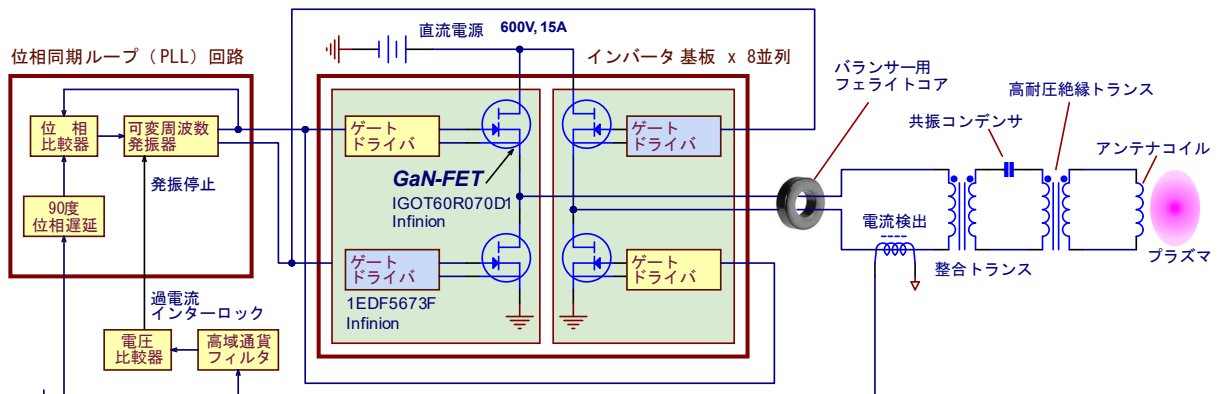 位相同期ループ（PLL）回路
位 相
比較器
可変周波数
発振器
90度
位相遅延
発振停止
過電流
インターロック
電圧
比較器
高域通貨
フィルタ
直流電源
600V, 15A
インバータ基板 x 8並列
ゲート
ドライバ
ゲート
ドライバ
GaN-FET
IGOT60R070D1
Infinion
ゲート
ドライバ
1EDF5673F
Infinion
ゲート
ドライバ
バランサー用
フェライトコア
電流検出
整合トランス
共振コンデンサ
高耐圧絶縁トランス
アンテナコイル
プラズマ